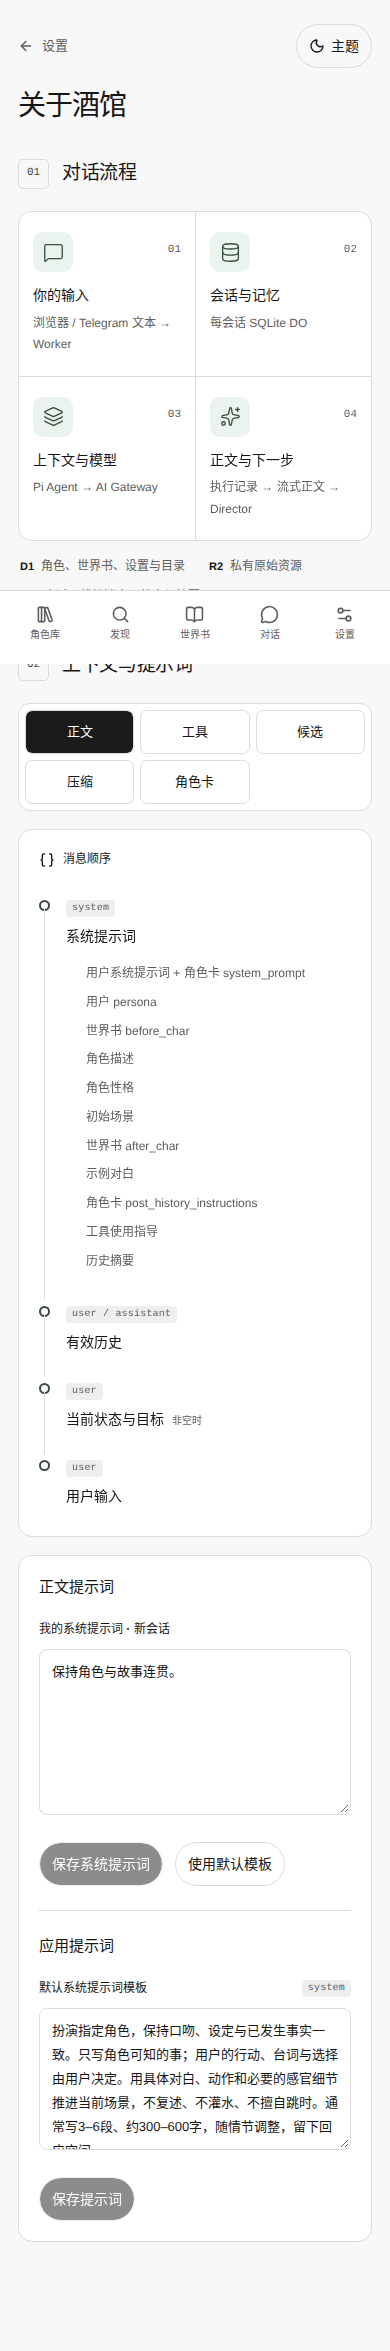 设置
主题
关于酒馆
01 对话流程
01
你的输入
浏览器 / Telegram 文本 →
Worker
02
会话与记忆
每会话 SQLite DO
03
上下文与模型
Pi Agent → AI Gateway
04
正文与下一步
执行记录 → 流式正文 →
Director
D1 角色、世界书、设置与目录 R2 私有原始资源
角色库
发现
世界书
对话
设置
02 上下文与提示词
正文
工具
候选
压缩
角色卡
{} 消息顺序
system
系统提示词
用户系统提示词 + 角色卡 system_prompt
用户 persona
世界书 before_char
角色描述
角色性格
初始场景
世界书 after_char
示例对白
角色卡 post_history_instructions
工具使用指导
历史摘要
user / assistant
有效历史
user
当前状态与目标 非空时
user
用户输入
正文提示词
我的系统提示词 · 新会话
保持角色与故事连贯。
保存系统提示词
使用默认模板
应用提示词
默认系统提示词模板
system
扮演指定角色，保持口吻、设定与已发生事实一
致。只写角色可知的事；用户的行动、台词与选择
由用户决定。用具体对白、动作和必要的感官细节
推进当前场景，不复述、不灌水、不擅自跳时。通
常写3–6段、约300–600字，随情节调整，留下回
应空间
保存提示词